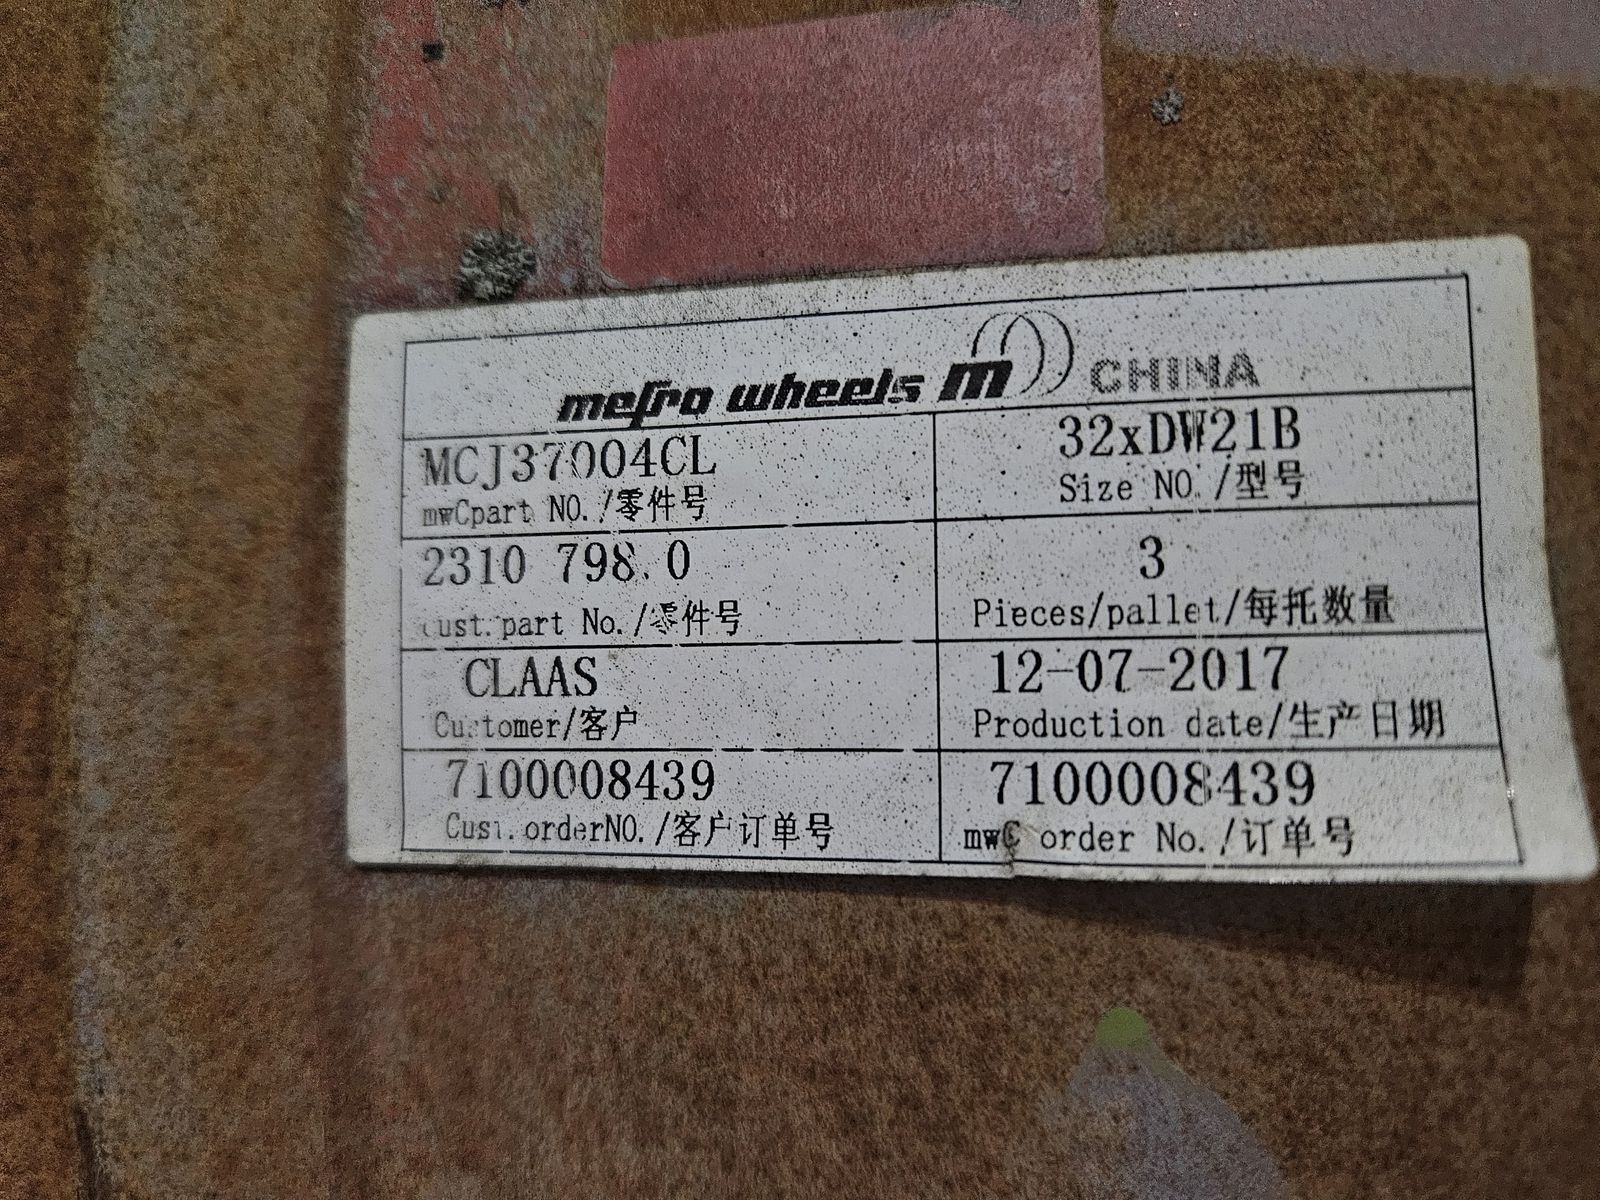 mefro wheels m CHINA
MCJ37004CL
mwCpart NO./零件号
32xDW21B
Size NO./型号
2310 798.0
cust.part No./零件号
3
Pieces/pallet/每托数量
CLAAS
Customer/客户
12-07-2017
Production date/生产日期
7100008439
Cust.orderNO./客户订单号
7100008439
mwC order No./订单号